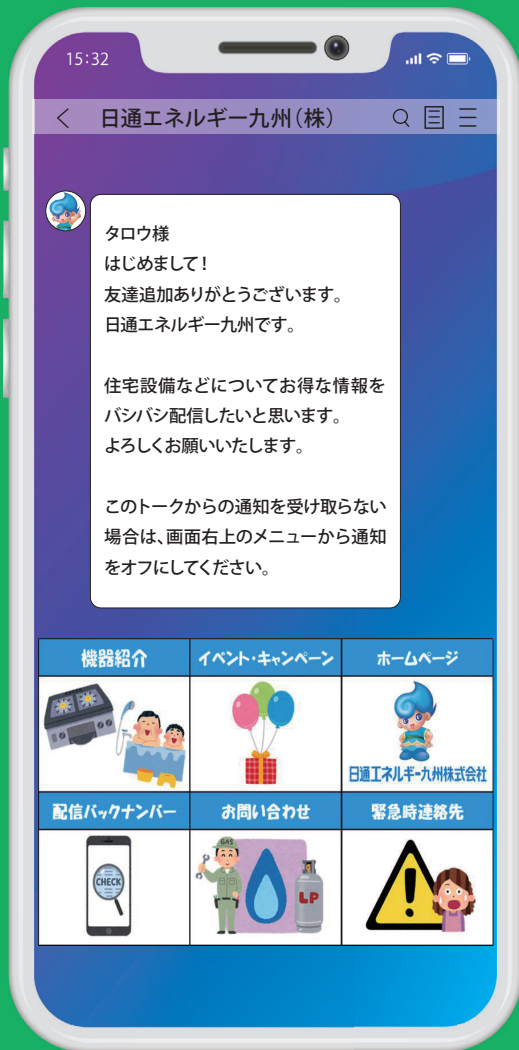 15:32
日通エネルギー九州(株)
タロウ様
はじめまして!
友達追加ありがとうございます。
日通エネルギー九州です。
住宅設備などについてお得な情報を
バシバシ配信したいと思います。
よろしくお願いいたします。
このトークからの通知を受け取らない
場合は、画面右上のメニューから通知
をオフにしてください。
機器紹介
イベント・キャンペーン
ホームページ
日通エネルギー九州株式会社
配信バックナンバー
お問い合わせ
緊急時連絡先
CHECK
GAS
LP